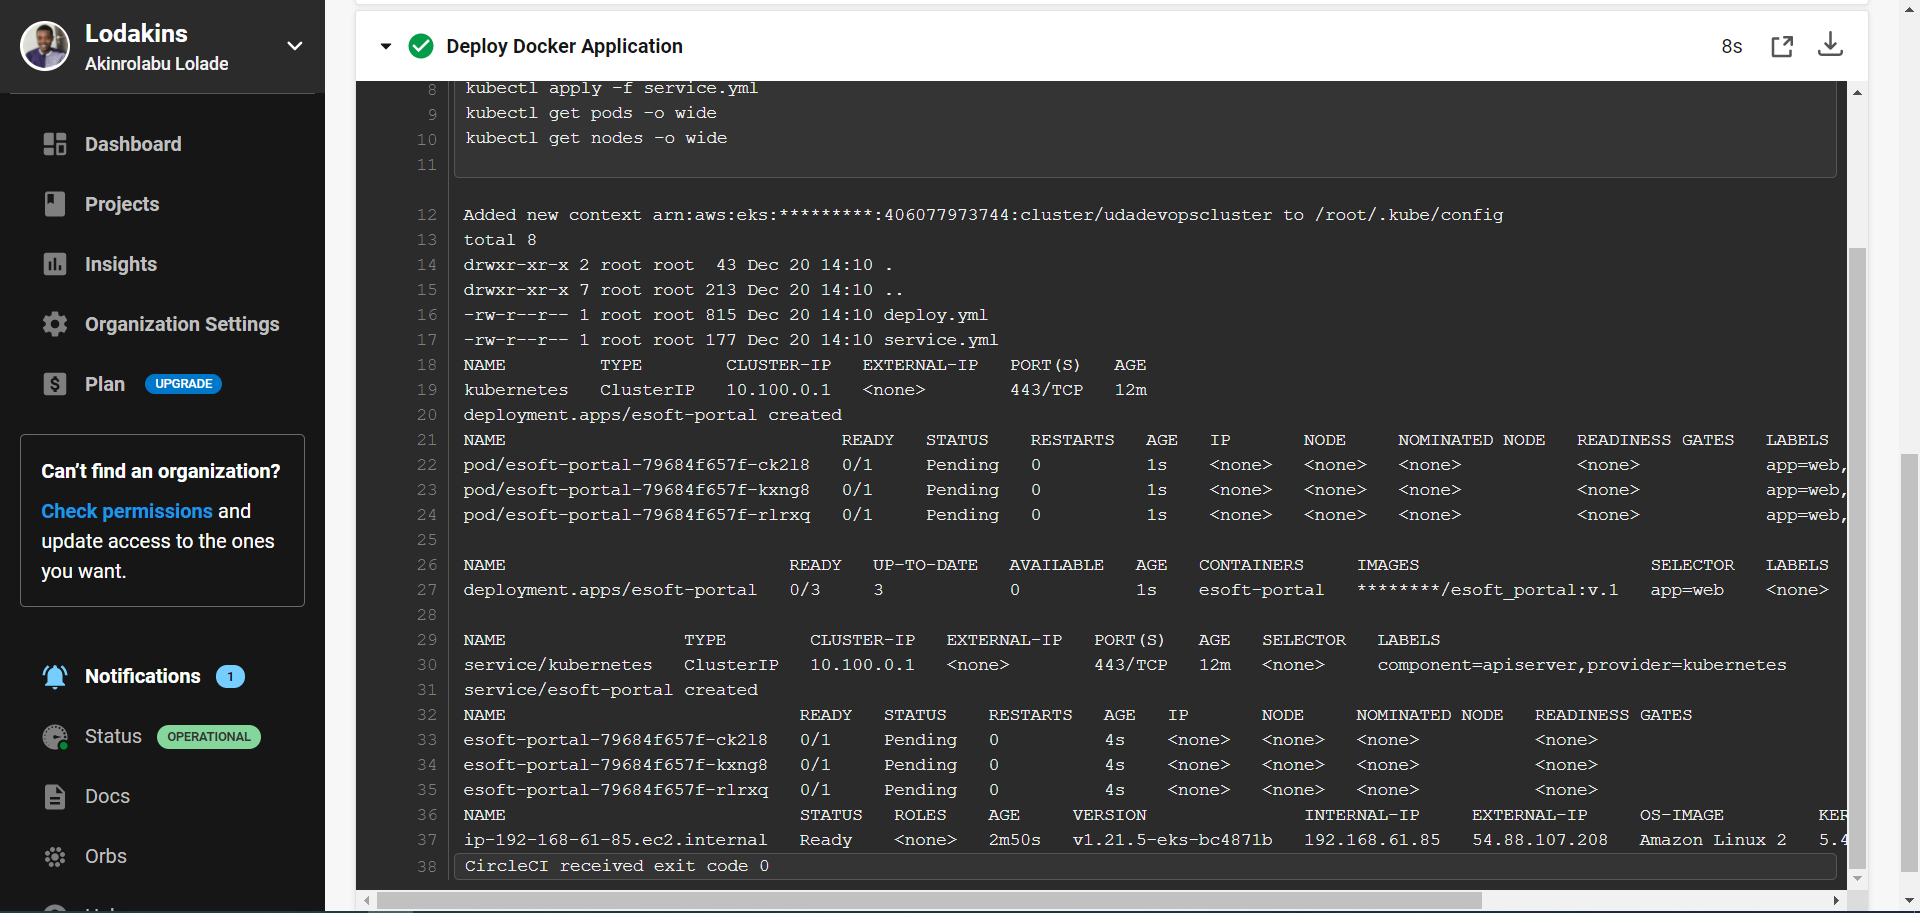 Lodakins
Akinrolabu Lolade
Dashboard
Projects
Insights
Organization Settings
Plan UPGRADE
Can't find an organization?
Check permissions and
update access to the ones
you want.
Notifications 1
Status OPERATIONAL
Docs
Orbs
Deploy Docker Application 8s
8 kubectl apply -f service.yml
9 kubectl get pods -o wide
10 kubectl get nodes -o wide
11
12 Added new context arn:aws:eks:*********:406077973744:cluster/udadevopscluster to /root/.kube/config
13 total 8
14 drwxr-xr-x 2 root root  43 Dec 20 14:10 .
15 drwxr-xr-x 7 root root 213 Dec 20 14:10 ..
16 -rw-r--r-- 1 root root 815 Dec 20 14:10 deploy.yml
17 -rw-r--r-- 1 root root 177 Dec 20 14:10 service.yml
18 NAME TYPE CLUSTER-IP EXTERNAL-IP PORT(S) AGE
19 kubernetes ClusterIP 10.100.0.1 <none> 443/TCP 12m
20 deployment.apps/esoft-portal created
21 NAME READY STATUS RESTARTS AGE IP NODE NOMINATED NODE READINESS GATES LABELS
22 pod/esoft-portal-79684f657f-ck2l8 0/1 Pending 0 1s <none> <none> <none> <none> app=web,
23 pod/esoft-portal-79684f657f-kxng8 0/1 Pending 0 1s <none> <none> <none> <none> app=web,
24 pod/esoft-portal-79684f657f-rlrxq 0/1 Pending 0 1s <none> <none> <none> <none> app=web,
25
26 NAME READY UP-TO-DATE AVAILABLE AGE CONTAINERS IMAGES SELECTOR LABELS
27 deployment.apps/esoft-portal 0/3 3 0 1s esoft-portal ********/esoft_portal:v.1 app=web <none>
28
29 NAME TYPE CLUSTER-IP EXTERNAL-IP PORT(S) AGE SELECTOR LABELS
30 service/kubernetes ClusterIP 10.100.0.1 <none> 443/TCP 12m <none> component=apiserver,provider=kubernetes
31 service/esoft-portal created
32 NAME READY STATUS RESTARTS AGE IP NODE NOMINATED NODE READINESS GATES
33 esoft-portal-79684f657f-ck2l8 0/1 Pending 0 4s <none> <none> <none> <none>
34 esoft-portal-79684f657f-kxng8 0/1 Pending 0 4s <none> <none> <none> <none>
35 esoft-portal-79684f657f-rlrxq 0/1 Pending 0 4s <none> <none> <none> <none>
36 NAME STATUS ROLES AGE VERSION INTERNAL-IP EXTERNAL-IP OS-IMAGE KER
37 ip-192-168-61-85.ec2.internal Ready <none> 2m50s v1.21.5-eks-bc4871b 192.168.61.85 54.88.107.208 Amazon Linux 2 5.4
38 CircleCI received exit code 0